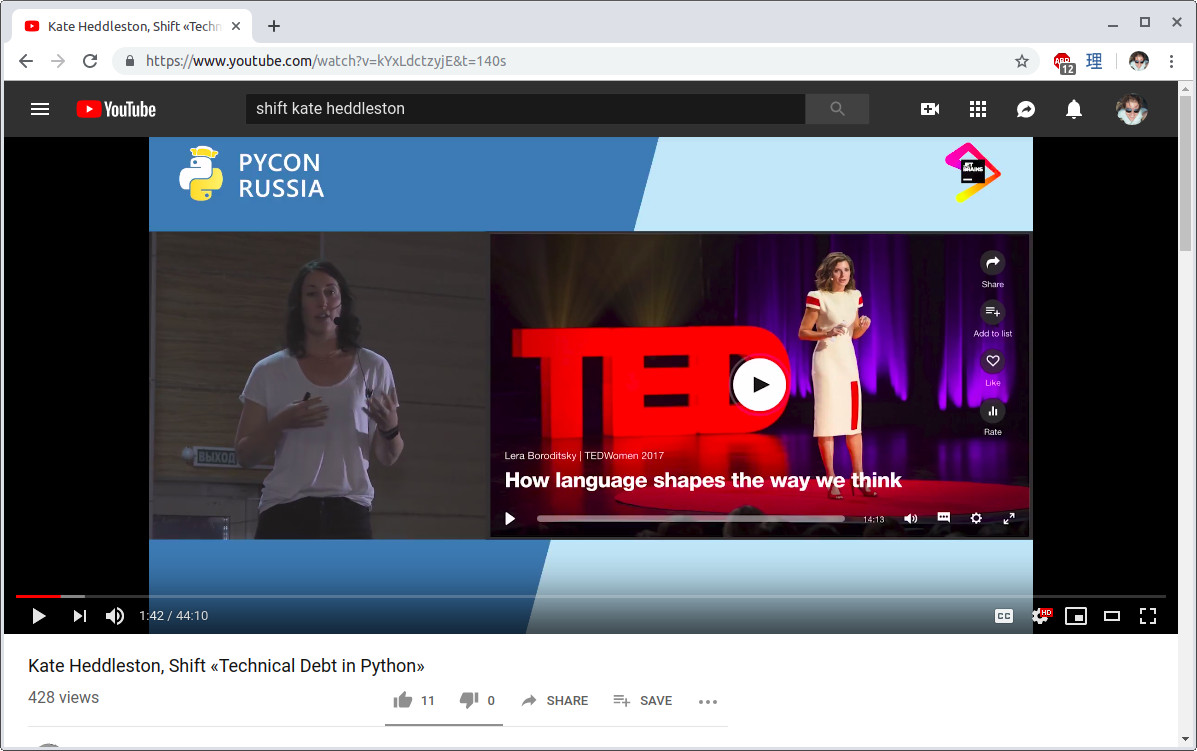 Kate Heddleston, Shift «Techn
https://www.youtube.com/watch?v=kYxLdctzyjE&t=140s
ABP
12
理
YouTube
shift kate heddleston
PYCON
RUSSIA
JET
BRAINS
TED
ВЫХОД
Share
Add to list
Like
Rate
Lera Boroditsky | TEDWomen 2017
How language shapes the way we think
14:13
1:42 / 44:10
CC
HD
Kate Heddleston, Shift «Technical Debt in Python»
428 views
11
0
SHARE
SAVE